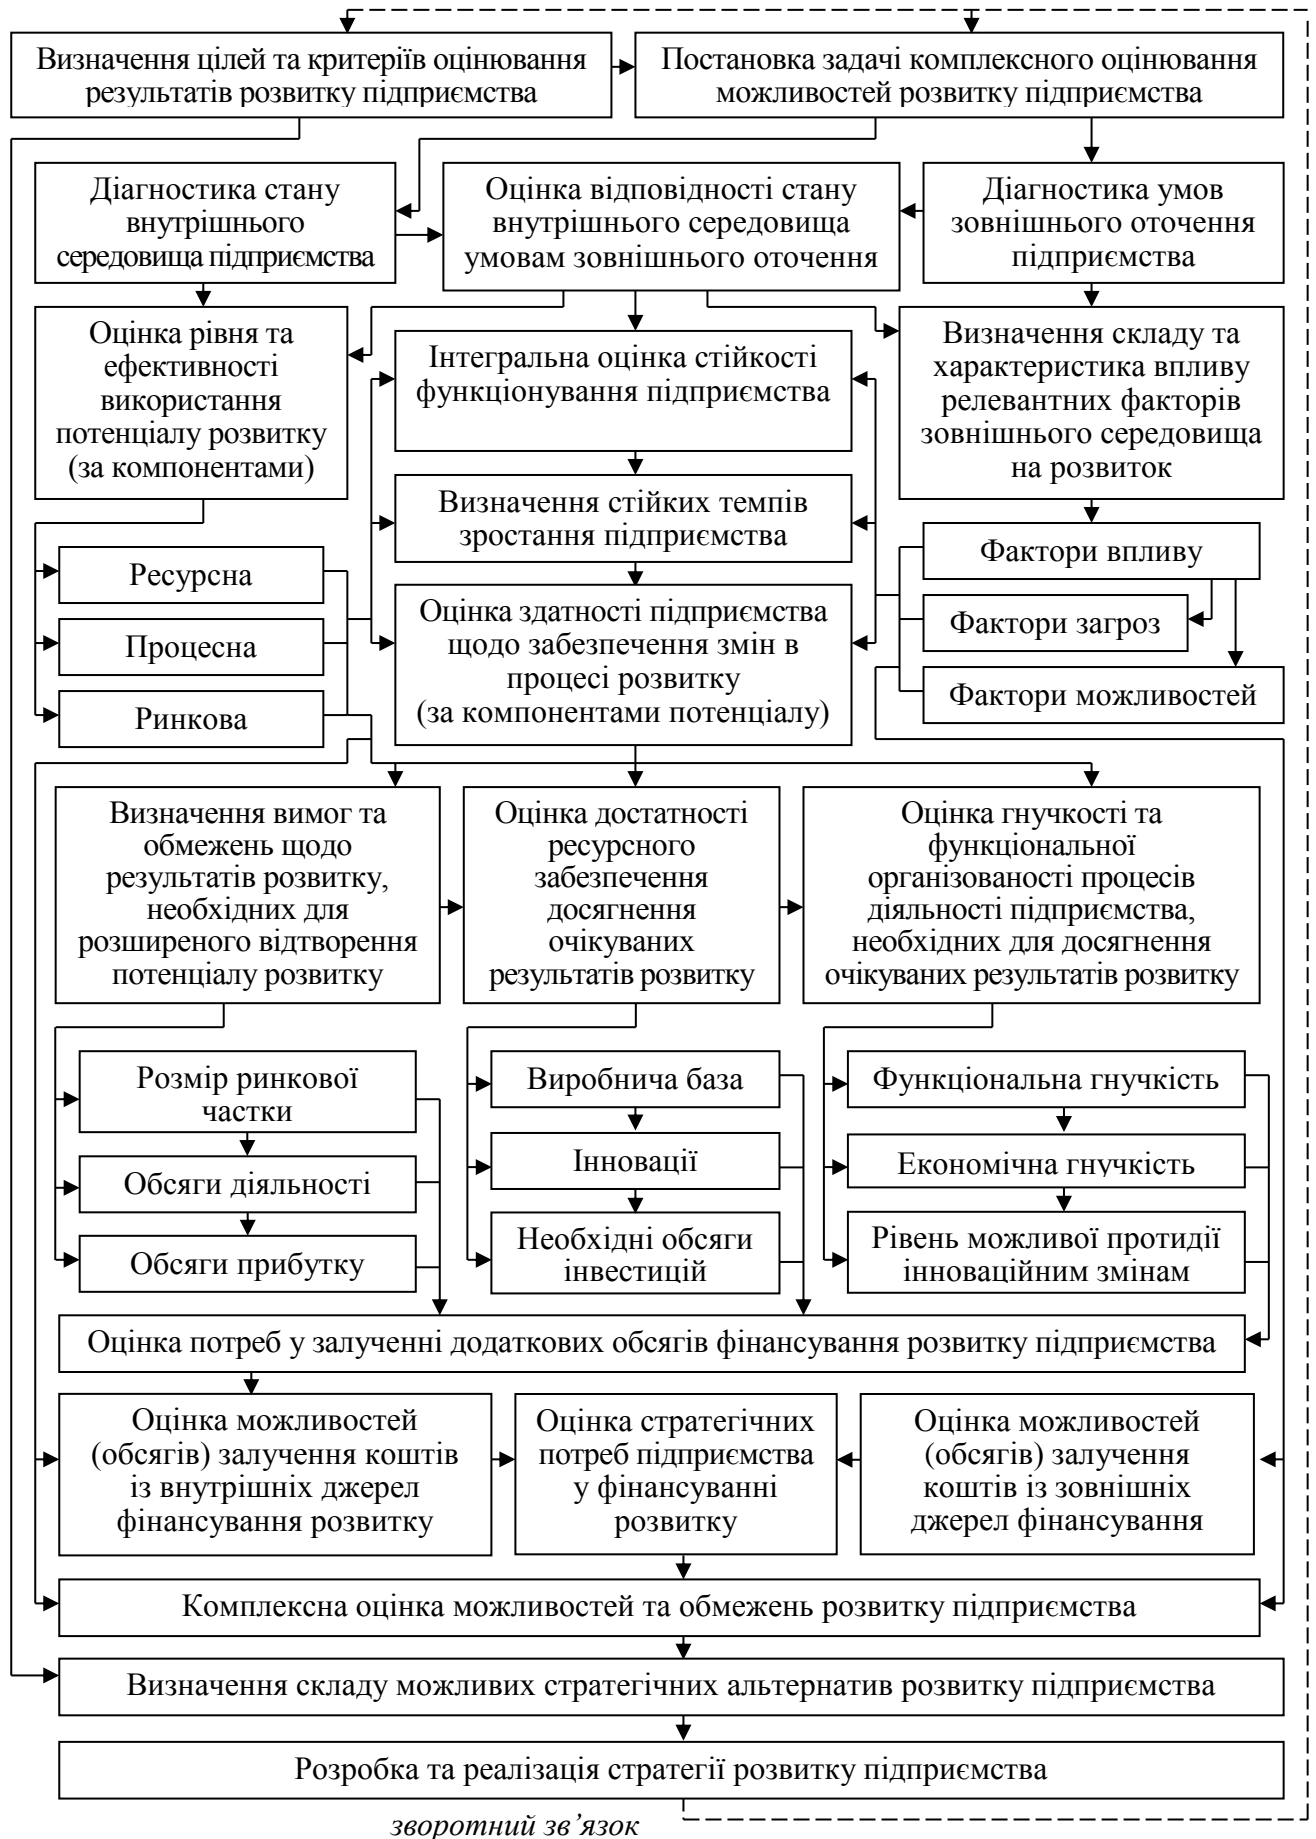 Визначення цілей та критеріїв оцінювання
результатів розвитку підприємства
Постановка задачі комплексного оцінювання
можливостей розвитку підприємства
Діагностика стану
внутрішнього
середовища підприємства
Оцінка відповідності стану
внутрішнього середовища
умовам зовнішнього оточення
Діагностика умов
зовнішнього оточення
підприємства
Оцінка рівня та
ефективності
використання
потенціалу розвитку
(за компонентами)
Інтегральна оцінка стійкості
функціонування підприємства
Визначення складу та
характеристика впливу
релевантних факторів
зовнішнього середовища
на розвиток
Визначення стійких темпів
зростання підприємства
Ресурсна
Процесна
Ринкова
Оцінка здатності підприємства
щодо забезпечення змін в
процесі розвитку
(за компонентами потенціалу)
Фактори впливу
Фактори загроз
Фактори можливостей
Визначення вимог та
обмежень щодо
результатів розвитку,
необхідних для
розширеного відтворення
потенціалу розвитку
Оцінка достатності
ресурсного
забезпечення
досягнення
очікуваних
результатів розвитку
Оцінка гнучкості та
функціональної
організованості процесів
діяльності підприємства,
необхідних для досягнення
очікуваних результатів розвитку
Розмір ринкової
частки
Обсяги діяльності
Обсяги прибутку
Виробнича база
Інновації
Необхідні обсяги
інвестицій
Функціональна гнучкість
Економічна гнучкість
Рівень можливої протидії
інноваційним змінам
Оцінка потреб у залученні додаткових обсягів фінансування розвитку підприємства
Оцінка можливостей
(обсягів) залучення коштів
із внутрішніх джерел
фінансування розвитку
Оцінка стратегічних
потреб підприємства
у фінансуванні
розвитку
Оцінка можливостей
(обсягів) залучення
коштів із зовнішніх
джерел фінансування
Комплексна оцінка можливостей та обмежень розвитку підприємства
Визначення складу можливих стратегічних альтернатив розвитку підприємства
Розробка та реалізація стратегії розвитку підприємства
зворотний зв’язок